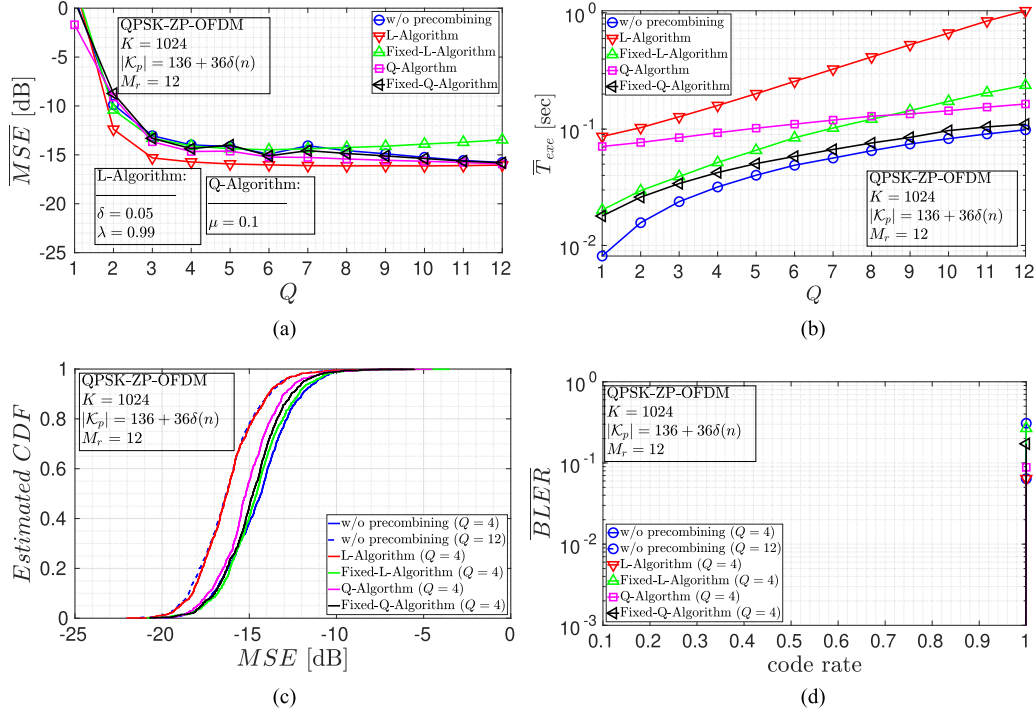 QPSK-ZP-OFDM
K = 1024
|𝒦p| = 136 + 36δ(n)
Mr = 12
w/o precombining
L-Algorithm
Fixed-L-Algorithm
Q-Algorthm
Fixed-Q-Algorithm
L-Algorithm:
δ = 0.05
λ = 0.99
Q-Algorithm:
μ = 0.1
MSE [dB]
0
-5
-10
-15
-20
-25
1 2 3 4 5 6 7 8 9 10 11 12
Q
(a)
w/o precombining
L-Algorithm
Fixed-L-Algorithm
Q-Algorthm
Fixed-Q-Algorithm
QPSK-ZP-OFDM
K = 1024
|𝒦p| = 136 + 36δ(n)
Mr = 12
T exe [sec]
10^0
10^-1
10^-2
1 2 3 4 5 6 7 8 9 10 11 12
Q
(b)
QPSK-ZP-OFDM
K = 1024
|𝒦p| = 136 + 36δ(n)
Mr = 12
w/o precombining (Q = 4)
w/o precombining (Q = 12)
L-Algorithm (Q = 4)
Fixed-L-Algorithm (Q = 4)
Q-Algorthm (Q = 4)
Fixed-Q-Algorithm (Q = 4)
Estimated CDF
1
0.8
0.6
0.4
0.2
0
-25 -20 -15 -10 -5 0
MSE [dB]
(c)
QPSK-ZP-OFDM
K = 1024
|𝒦p| = 136 + 36δ(n)
Mr = 12
w/o precombining (Q = 4)
w/o precombining (Q = 12)
L-Algorithm (Q = 4)
Fixed-L-Algorithm (Q = 4)
Q-Algorthm (Q = 4)
Fixed-Q-Algorithm (Q = 4)
BLER
10^0
10^-1
10^-2
10^-3
0.1 0.2 0.3 0.4 0.5 0.6 0.7 0.8 0.9 1
code rate
(d)